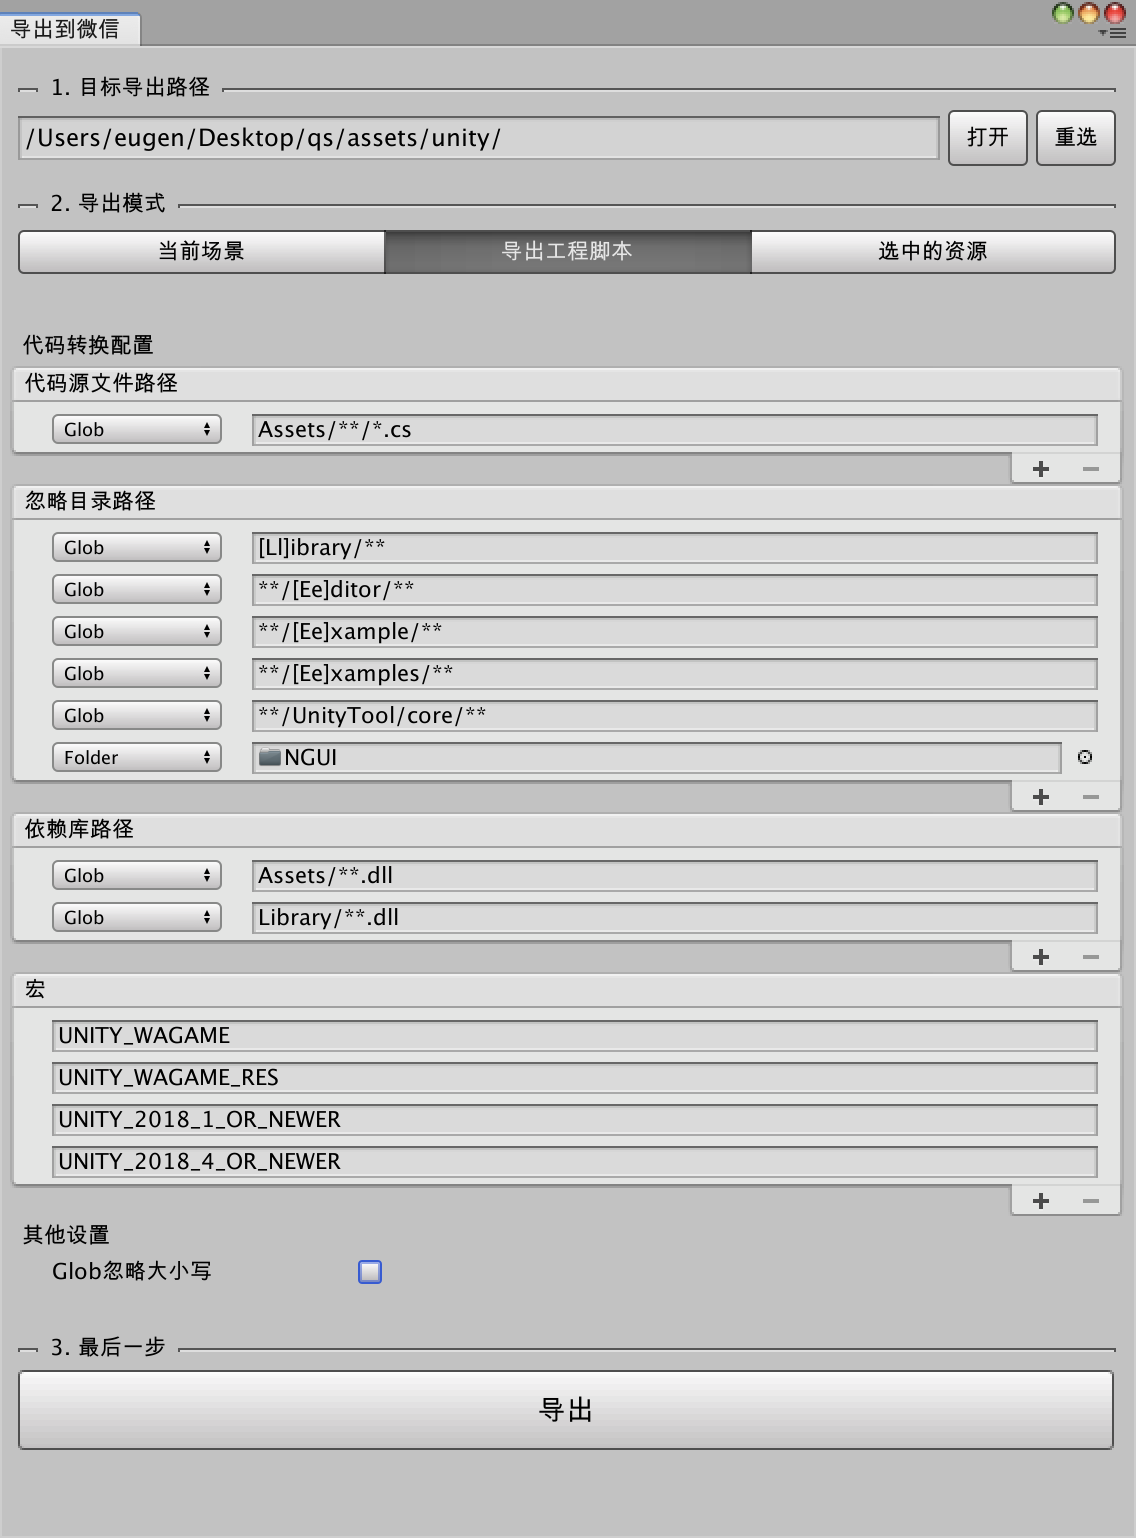 导出到微信
1. 目标导出路径
/Users/eugen/Desktop/qs/assets/unity/ 打开 重选
2. 导出模式
当前场景 导出工程脚本 选中的资源
代码转换配置
代码源文件路径
Glob Assets/**/*.cs
+ −
忽略目录路径
Glob [Ll]ibrary/**
Glob **/[Ee]ditor/**
Glob **/[Ee]xample/**
Glob **/[Ee]xamples/**
Glob **/UnityTool/core/**
Folder NGUI
+ −
依赖库路径
Glob Assets/**.dll
Glob Library/**.dll
+ −
宏
UNITY_WAGAME
UNITY_WAGAME_RES
UNITY_2018_1_OR_NEWER
UNITY_2018_4_OR_NEWER
+ −
其他设置
Glob忽略大小写
3. 最后一步
导出